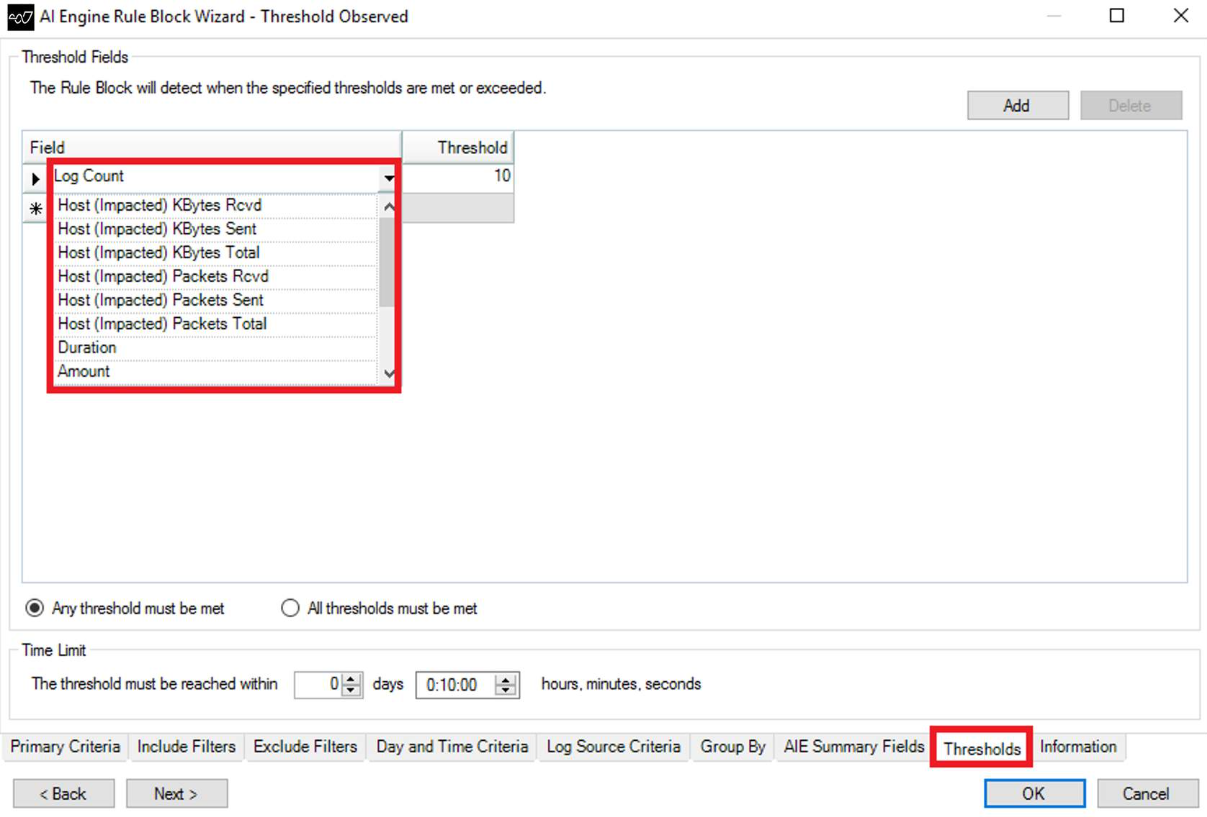 AI Engine Rule Block Wizard - Threshold Observed
Threshold Fields
The Rule Block will detect when the specified thresholds are met or exceeded.
Add Delete
Field Threshold
Log Count 10
Host (Impacted) KBytes Rcvd
Host (Impacted) KBytes Sent
Host (Impacted) KBytes Total
Host (Impacted) Packets Rcvd
Host (Impacted) Packets Sent
Host (Impacted) Packets Total
Duration
Amount
Any threshold must be met All thresholds must be met
Time Limit
The threshold must be reached within 0 days 0:10:00 hours, minutes, seconds
Primary Criteria Include Filters Exclude Filters Day and Time Criteria Log Source Criteria Group By AIE Summary Fields Thresholds Information
< Back Next > OK Cancel